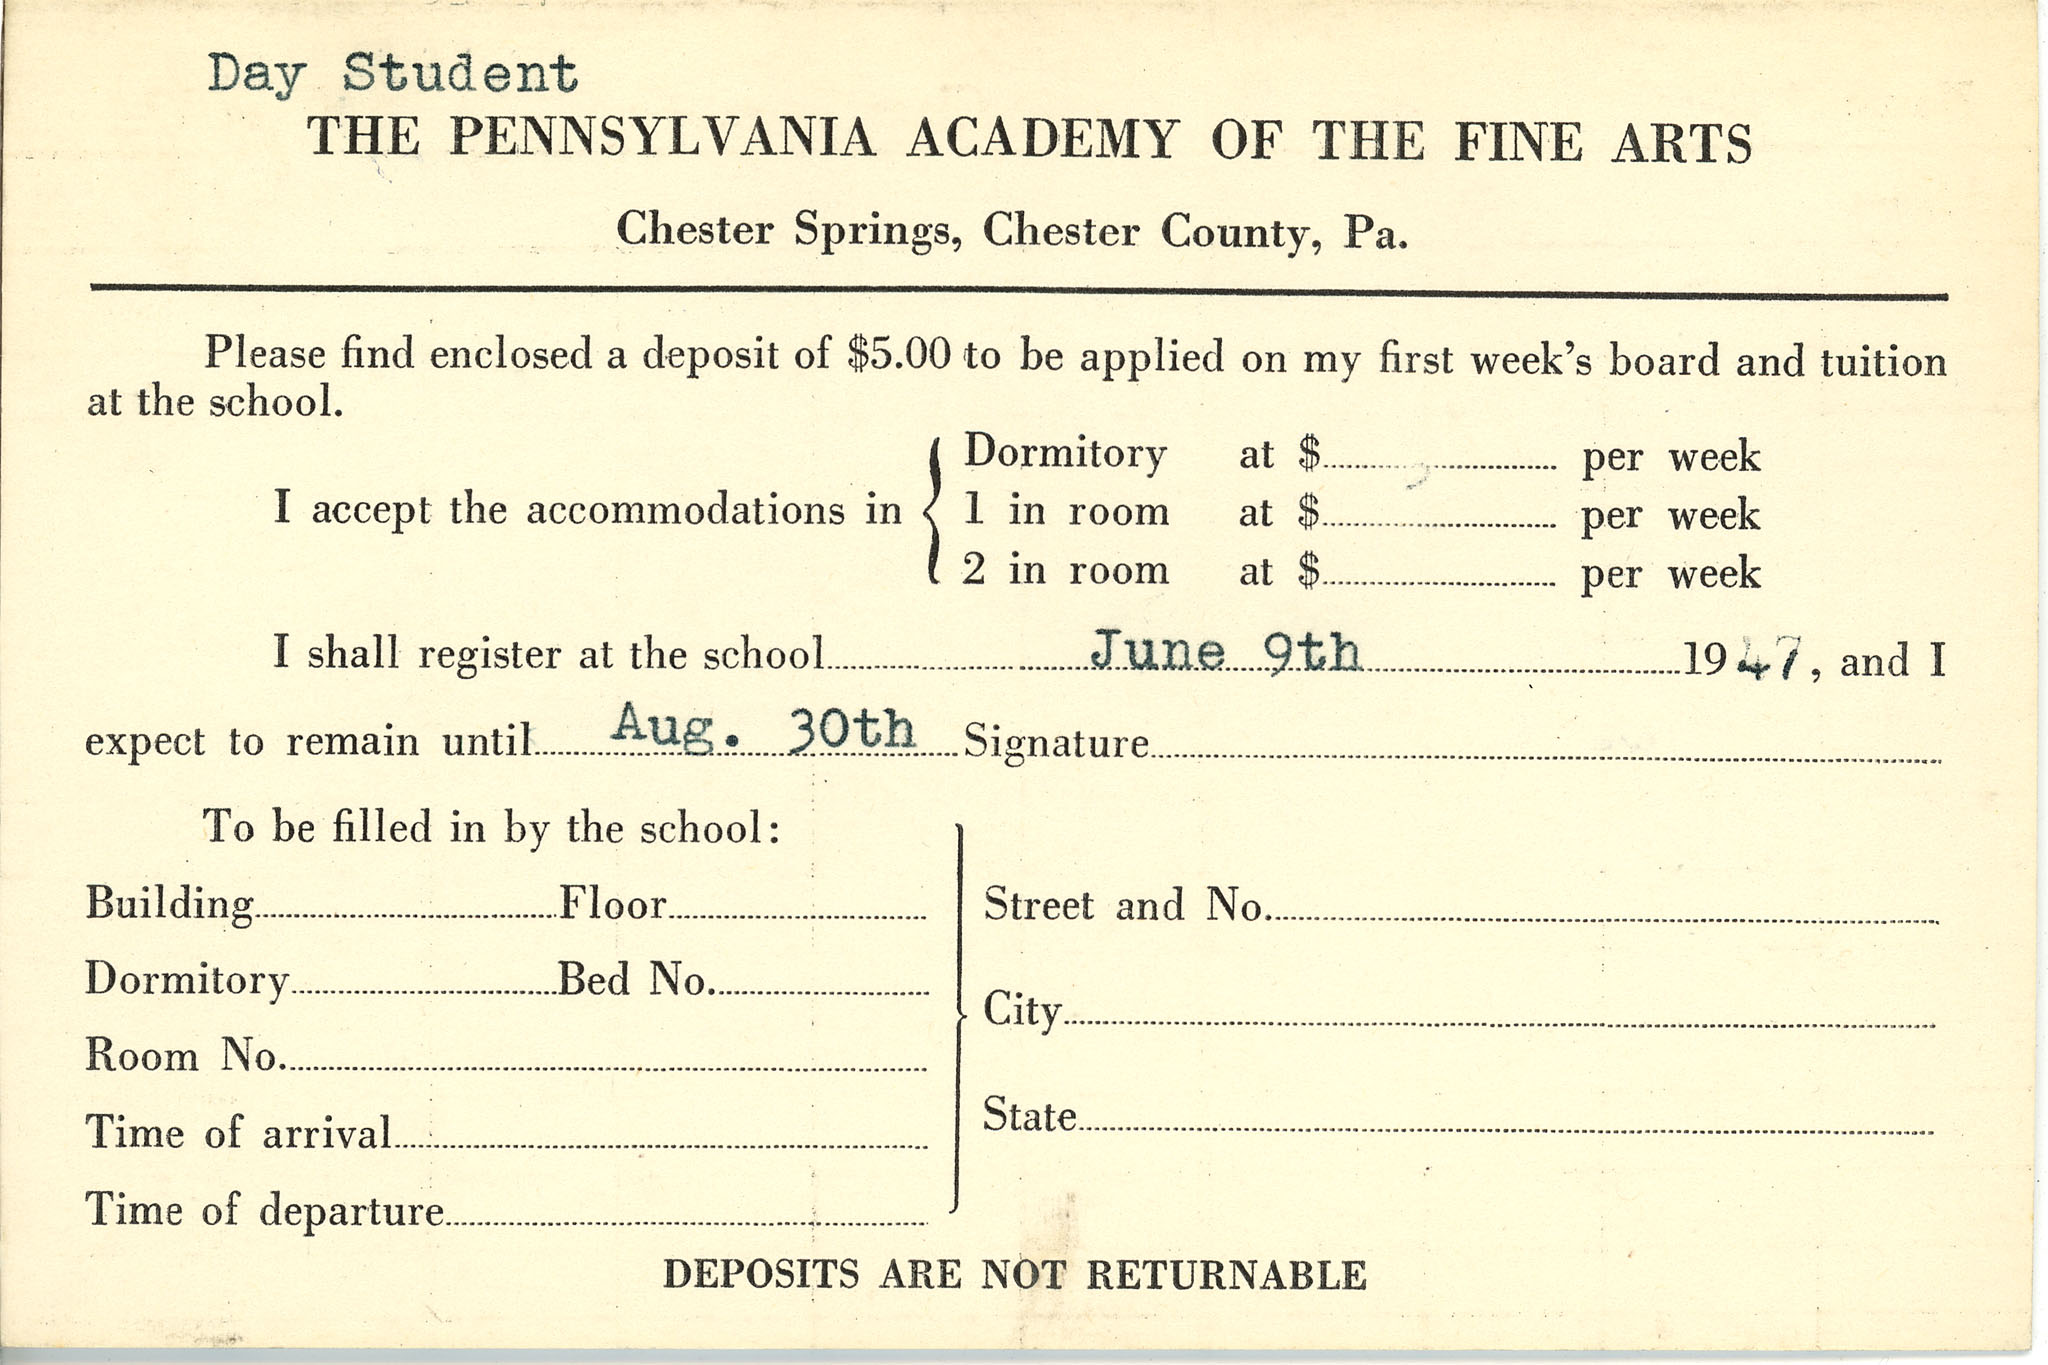 Day Student
THE PENNSYLVANIA ACADEMY OF THE FINE ARTS
Chester Springs, Chester County, Pa.
Please find enclosed a deposit of $5.00 to be applied on my first week's board and tuition
at the school.
I accept the accommodations in
Dormitory at $ per week
1 in room at $ per week
2 in room at $ per week
I shall register at the school June 9th 1947, and I
expect to remain until Aug. 30th Signature
To be filled in by the school:
Building Floor
Dormitory Bed No.
Room No.
Time of arrival
Time of departure
Street and No.
City
State
DEPOSITS ARE NOT RETURNABLE